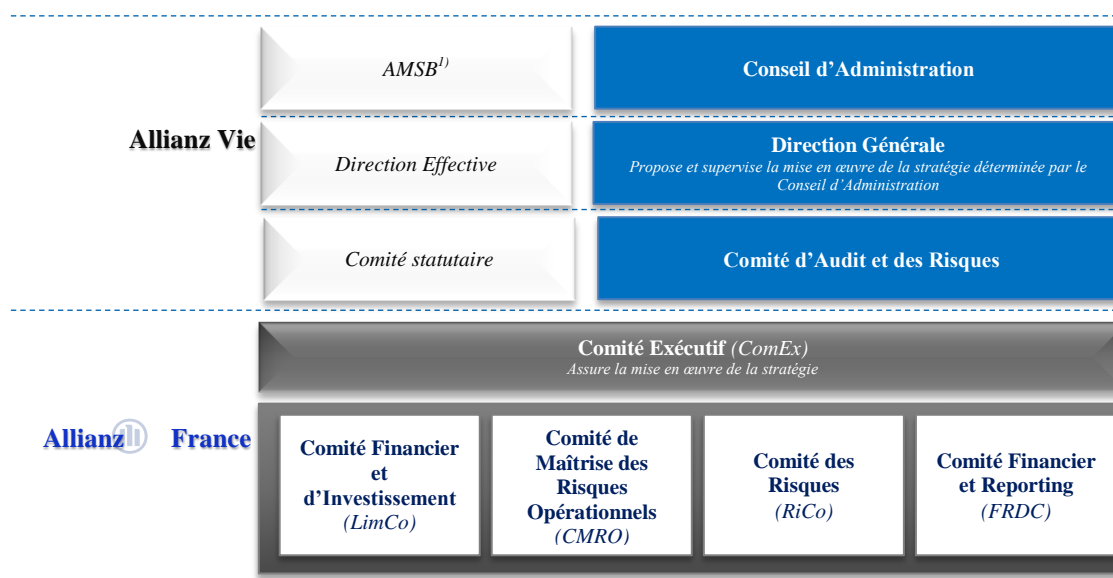 AMSB1)
Conseil d’Administration
Allianz Vie
Direction Effective
Direction Générale
Propose et supervise la mise en œuvre de la stratégie déterminée par le
Conseil d’Administration
Comité statutaire
Comité d’Audit et des Risques
Comité Exécutif (ComEx)
Assure la mise en œuvre de la stratégie
Allianz France
Comité Financier
et
d’Investissement
(LimCo)
Comité de
Maîtrise des
Risques
Opérationnels
(CMRO)
Comité des
Risques
(RiCo)
Comité Financier
et Reporting
(FRDC)